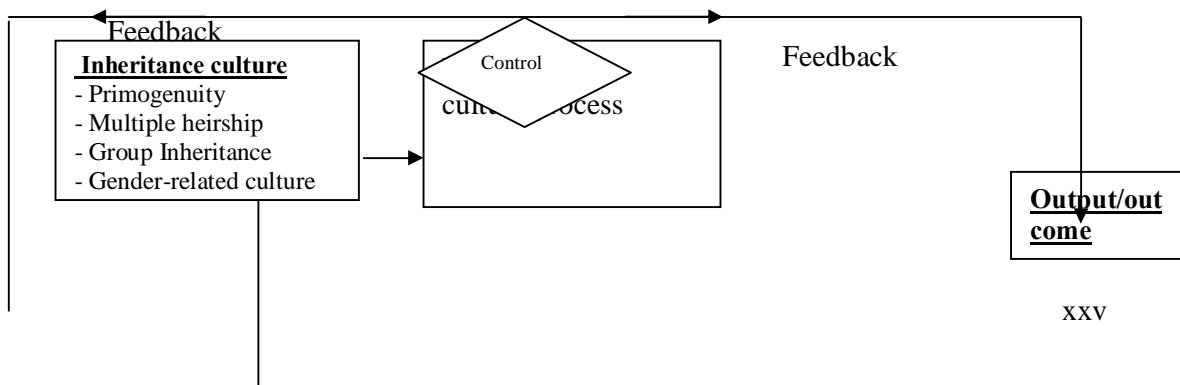 Feedback
Inheritance culture
- Primogenuity
- Multiple heirship
- Group Inheritance
- Gender-related culture
Control
Feedback
Output/out
come
xxv